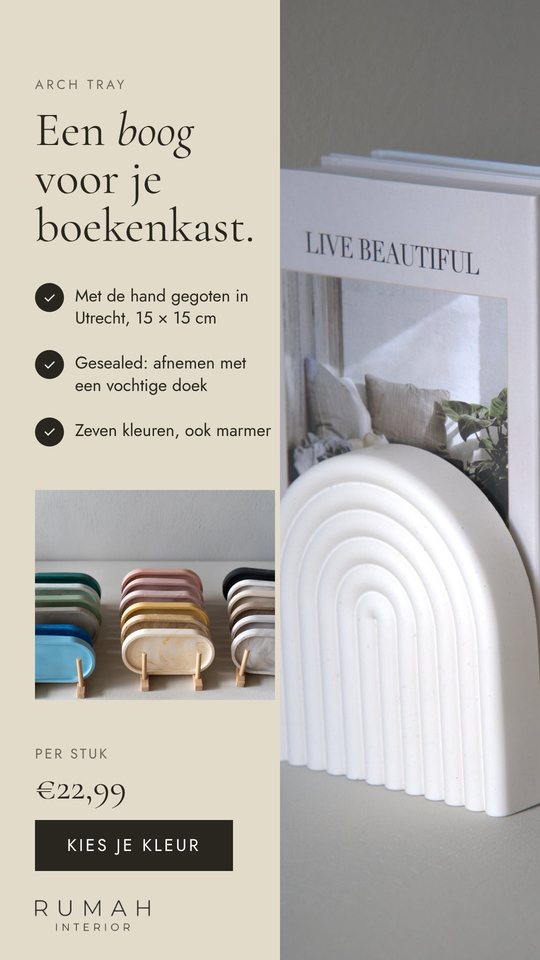 ARCH TRAY
Een boog
voor je
boekenkast.
Met de hand gegoten in
Utrecht, 15 × 15 cm
Gesealed: afnemen met
een vochtige doek
Zeven kleuren, ook marmer
PER STUK
€22,99
KIES JE KLEUR
RUMAH
INTERIOR
LIVE BEAUTIFUL